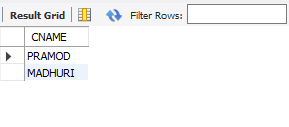 Result Grid Filter Rows:
CNAME
PRAMOD
MADHURI